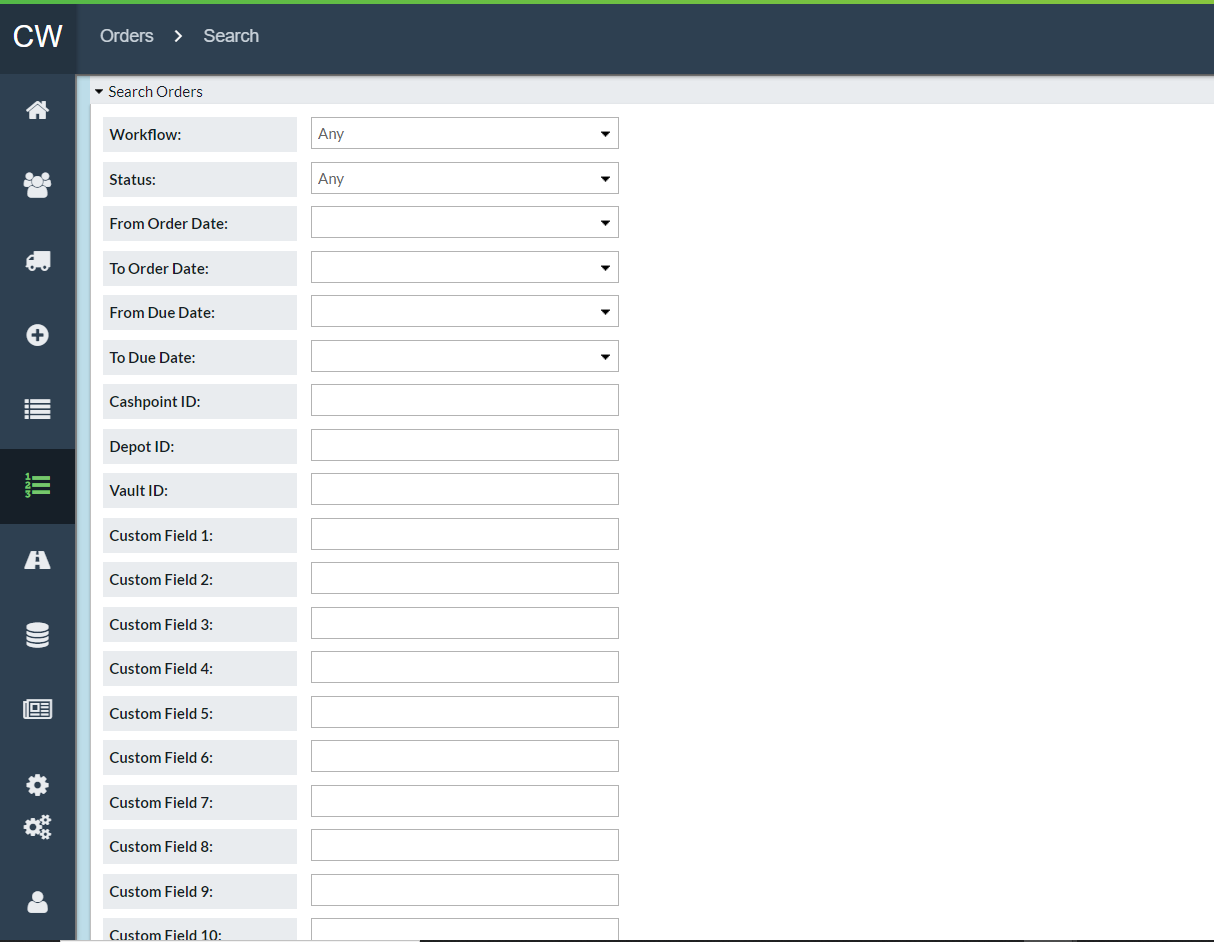 CW
Orders Search
Search Orders
Workflow: Any
Status: Any
From Order Date:
To Order Date:
From Due Date:
To Due Date:
Cashpoint ID:
Depot ID:
Vault ID:
Custom Field 1:
Custom Field 2:
Custom Field 3:
Custom Field 4:
Custom Field 5:
Custom Field 6:
Custom Field 7:
Custom Field 8:
Custom Field 9:
Custom Field 10: